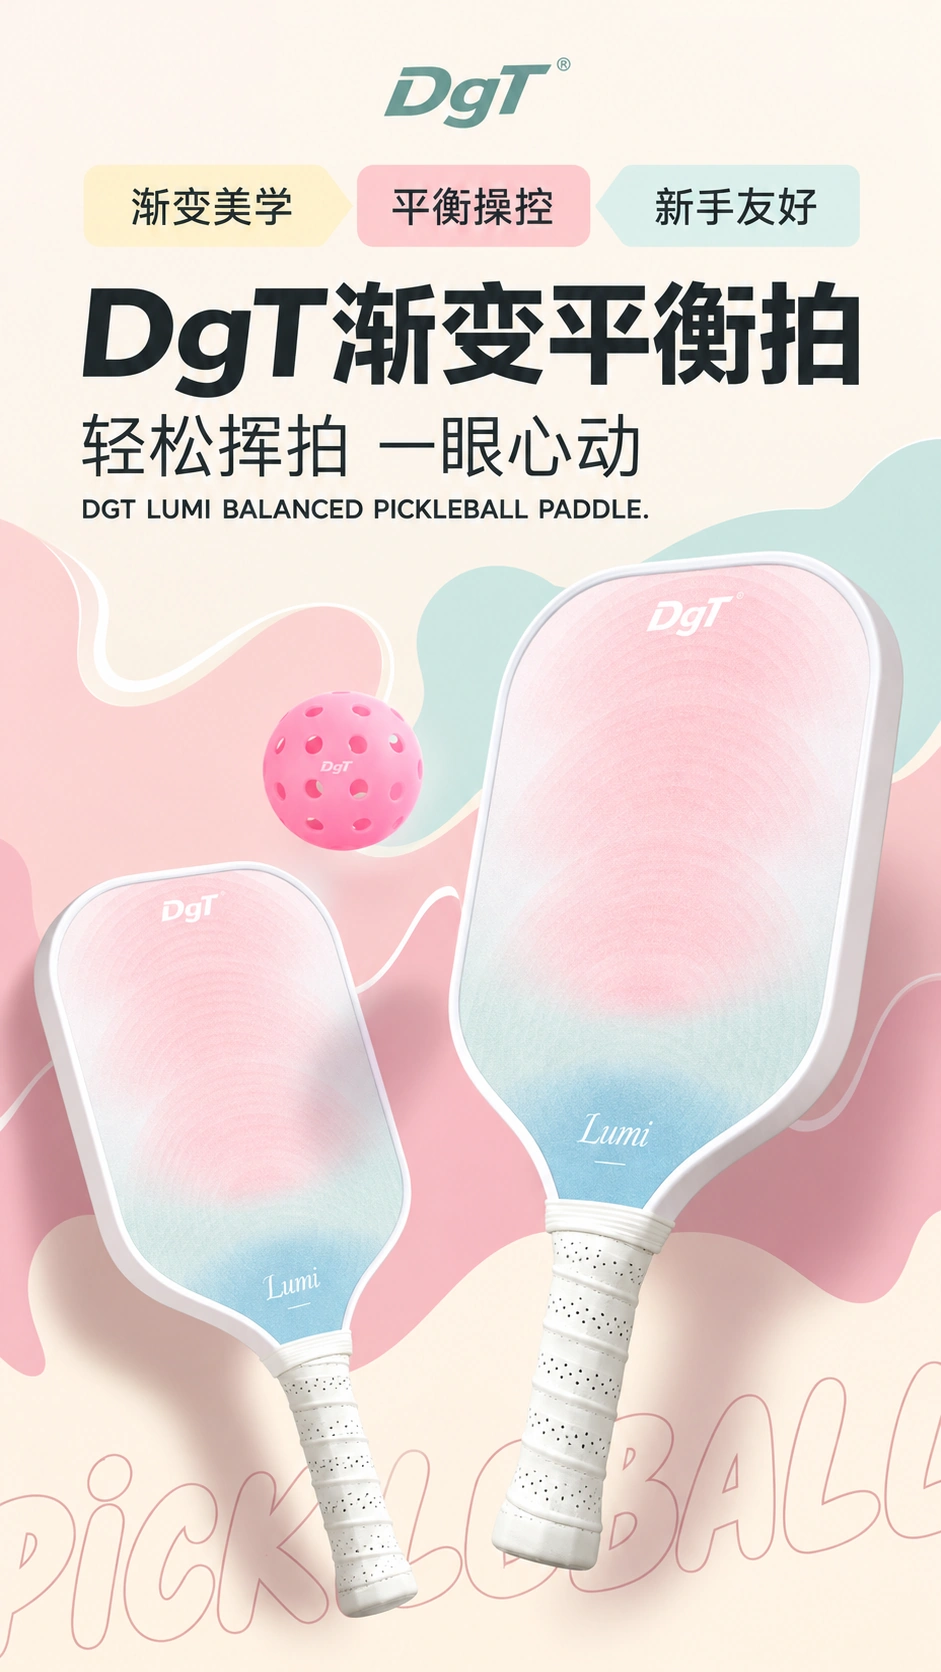 DgT®
渐变美学 平衡操控 新手友好
DgT渐变平衡拍
轻松挥拍 一眼心动
DGT LUMI BALANCED PICKLEBALL PADDLE.
DgT
DgT
DgT
Lumi
Lumi
PiCKLEBALL